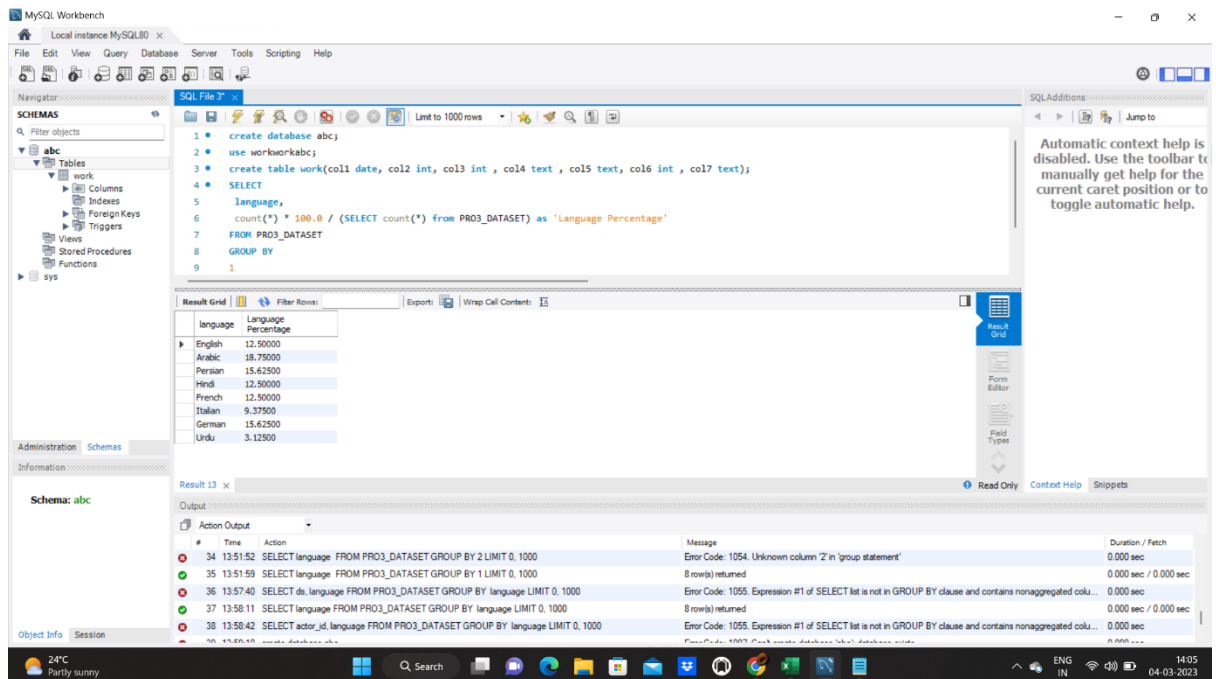 MySQL Workbench
Local instance MySQL80 ×
File Edit View Query Database Server Tools Scripting Help
Navigator
SCHEMAS
Filter objects
abc
Tables
work
Columns
Indexes
Foreign Keys
Triggers
Views
Stored Procedures
Functions
sys
Administration Schemas
Information
Schema: abc
Object Info Session
SQL File 3* ×
Limit to 1000 rows
1 create database abc;
2 use workworkabc;
3 create table work(col1 date, col2 int, col3 int , col4 text , col5 text, col6 int , col7 text);
4 SELECT
5 language,
6 count(*) * 100.0 / (SELECT count(*) from PRO3_DATASET) as 'Language Percentage'
7 FROM PRO3_DATASET
8 GROUP BY
9 1
Result Grid Filter Rows: Export: Wrap Cell Content:
language Language Percentage
English 12.50000
Arabic 18.75000
Persian 15.62500
Hindi 12.50000
French 12.50000
Italian 9.37500
German 15.62500
Urdu 3.12500
Result Grid
Form Editor
Field Types
Result 13 ×
Read Only
SQLAdditions
Jump to
Automatic context help is
disabled. Use the toolbar to
manually get help for the
current caret position or to
toggle automatic help.
Context Help Snippets
Output
Action Output
# Time Action Message Duration / Fetch
34 13:51:52 SELECT language FROM PRO3_DATASET GROUP BY 2 LIMIT 0, 1000 Error Code: 1054. Unknown column '2' in 'group statement' 0.000 sec
35 13:51:59 SELECT language FROM PRO3_DATASET GROUP BY 1 LIMIT 0, 1000 8 row(s) returned 0.000 sec / 0.000 sec
36 13:57:40 SELECT ds, language FROM PRO3_DATASET GROUP BY language LIMIT 0, 1000 Error Code: 1055. Expression #1 of SELECT list is not in GROUP BY clause and contains nonaggregated colu... 0.000 sec
37 13:58:11 SELECT language FROM PRO3_DATASET GROUP BY language LIMIT 0, 1000 8 row(s) returned 0.000 sec / 0.000 sec
38 13:58:42 SELECT actor_id, language FROM PRO3_DATASET GROUP BY language LIMIT 0, 1000 Error Code: 1055. Expression #1 of SELECT list is not in GROUP BY clause and contains nonaggregated colu... 0.000 sec
24°C
Partly sunny
Search
ENG
IN
14:05
04-03-2023